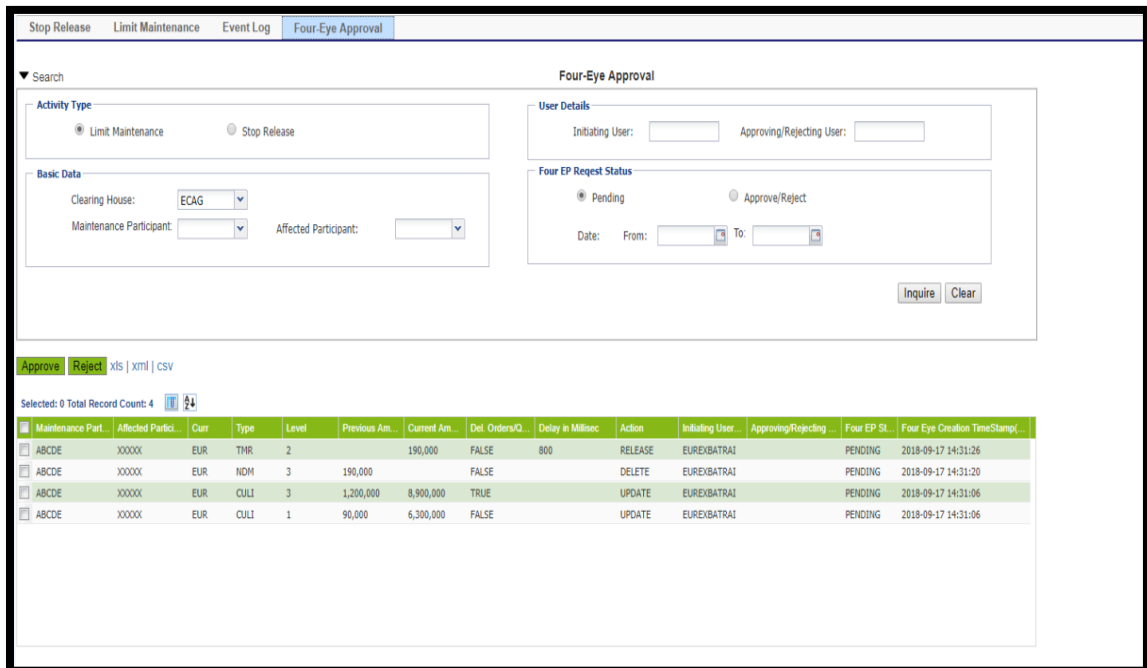 Stop Release Limit Maintenance Event Log Four-Eye Approval
Search Four-Eye Approval
Activity Type
Limit Maintenance Stop Release
User Details
Initiating User: Approving/Rejecting User:
Basic Data
Clearing House: ECAG
Maintenance Participant: Affected Participant:
Four EP Reqest Status
Pending Approve/Reject
Date: From: To:
Inquire Clear
Approve Reject xls | xml | csv
Selected: 0 Total Record Count: 4
Maintenance Part... Affected Partici... Curr Type Level Previous Am... Current Am... Del. Orders/Q... Delay in Millisec Action Initiating User... Approving/Rejecting ... Four EP St... Four Eye Creation TimeStamp(...
ABCDE XXXXX EUR TMR 2 190,000 FALSE 800 RELEASE EUREXBATRAI PENDING 2018-09-17 14:31:26
ABCDE XXXXX EUR NDM 3 190,000 FALSE DELETE EUREXBATRAI PENDING 2018-09-17 14:31:20
ABCDE XXXXX EUR CULI 3 1,200,000 8,900,000 TRUE UPDATE EUREXBATRAI PENDING 2018-09-17 14:31:06
ABCDE XXXXX EUR CULI 1 90,000 6,300,000 FALSE UPDATE EUREXBATRAI PENDING 2018-09-17 14:31:06